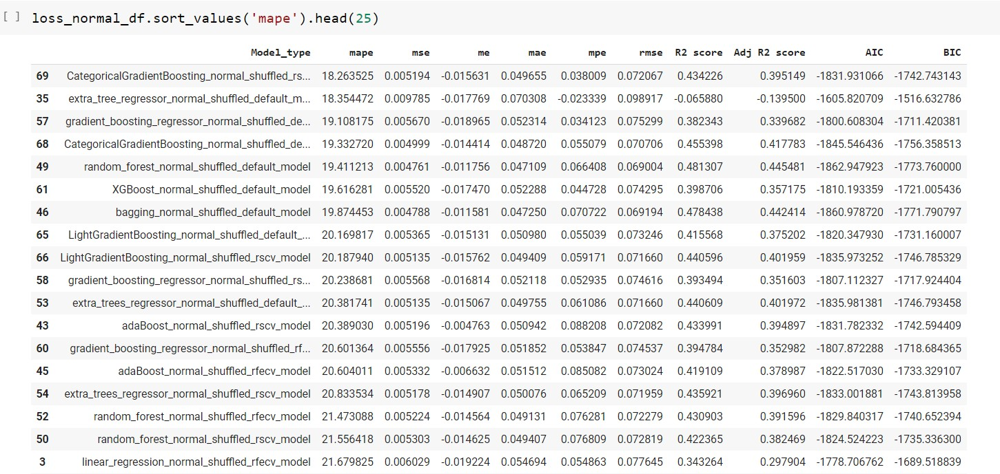 [ ] loss_normal_df.sort_values('mape').head(25)
Model_type mape mse me mae mpe rmse R2 score Adj R2 score AIC BIC
69 CategoricalGradientBoosting_normal_shuffled_rs... 18.263525 0.005194 -0.015631 0.049655 0.038009 0.072067 0.434226 0.395149 -1831.931066 -1742.743143
35 extra_tree_regressor_normal_shuffled_default_m... 18.354472 0.009785 -0.017769 0.070308 -0.023339 0.098917 -0.065880 -0.139500 -1605.820709 -1516.632786
57 gradient_boosting_regressor_normal_shuffled_de... 19.108175 0.005670 -0.018965 0.052314 0.034123 0.075299 0.382343 0.339682 -1800.608304 -1711.420381
68 CategoricalGradientBoosting_normal_shuffled_de... 19.332720 0.004999 -0.014414 0.048720 0.055079 0.070706 0.455398 0.417783 -1845.546436 -1756.358513
49 random_forest_normal_shuffled_default_model 19.411213 0.004761 -0.011756 0.047109 0.066408 0.069004 0.481307 0.445481 -1862.947923 -1773.760000
61 XGBoost_normal_shuffled_default_model 19.616281 0.005520 -0.017470 0.052288 0.044728 0.074295 0.398706 0.357175 -1810.193359 -1721.005436
46 bagging_normal_shuffled_default_model 19.874453 0.004788 -0.011581 0.047250 0.070722 0.069194 0.478438 0.442414 -1860.978720 -1771.790797
65 LightGradientBoosting_normal_shuffled_default_... 20.169817 0.005365 -0.015131 0.050980 0.055039 0.073246 0.415568 0.375202 -1820.347930 -1731.160007
66 LightGradientBoosting_normal_shuffled_rscv_model 20.187940 0.005135 -0.015762 0.049409 0.059171 0.071660 0.440596 0.401959 -1835.973252 -1746.785329
58 gradient_boosting_regressor_normal_shuffled_rs... 20.238681 0.005568 -0.016814 0.052118 0.052935 0.074616 0.393494 0.351603 -1807.112327 -1717.924404
53 extra_trees_regressor_normal_shuffled_default_... 20.381741 0.005135 -0.015067 0.049755 0.061086 0.071660 0.440609 0.401972 -1835.981381 -1746.793458
43 adaBoost_normal_shuffled_rscv_model 20.389030 0.005196 -0.004763 0.050942 0.088208 0.072082 0.433991 0.394897 -1831.782332 -1742.594409
60 gradient_boosting_regressor_normal_shuffled_rf... 20.601364 0.005556 -0.017925 0.051852 0.053847 0.074537 0.394784 0.352982 -1807.872288 -1718.684365
45 adaBoost_normal_shuffled_rfecv_model 20.604011 0.005332 -0.006632 0.051512 0.085082 0.073024 0.419109 0.378987 -1822.517030 -1733.329107
54 extra_trees_regressor_normal_shuffled_rscv_model 20.833534 0.005178 -0.014907 0.050076 0.065209 0.071959 0.435921 0.396960 -1833.001881 -1743.813958
52 random_forest_normal_shuffled_rfecv_model 21.473088 0.005224 -0.014564 0.049131 0.076281 0.072279 0.430903 0.391596 -1829.840317 -1740.652394
50 random_forest_normal_shuffled_rscv_model 21.556418 0.005303 -0.014625 0.049407 0.076809 0.072819 0.422365 0.382469 -1824.524223 -1735.336300
3 linear_regression_normal_shuffled_rfecv_model 21.679825 0.006029 -0.019224 0.054694 0.054863 0.077645 0.343264 0.297904 -1778.706762 -1689.518839